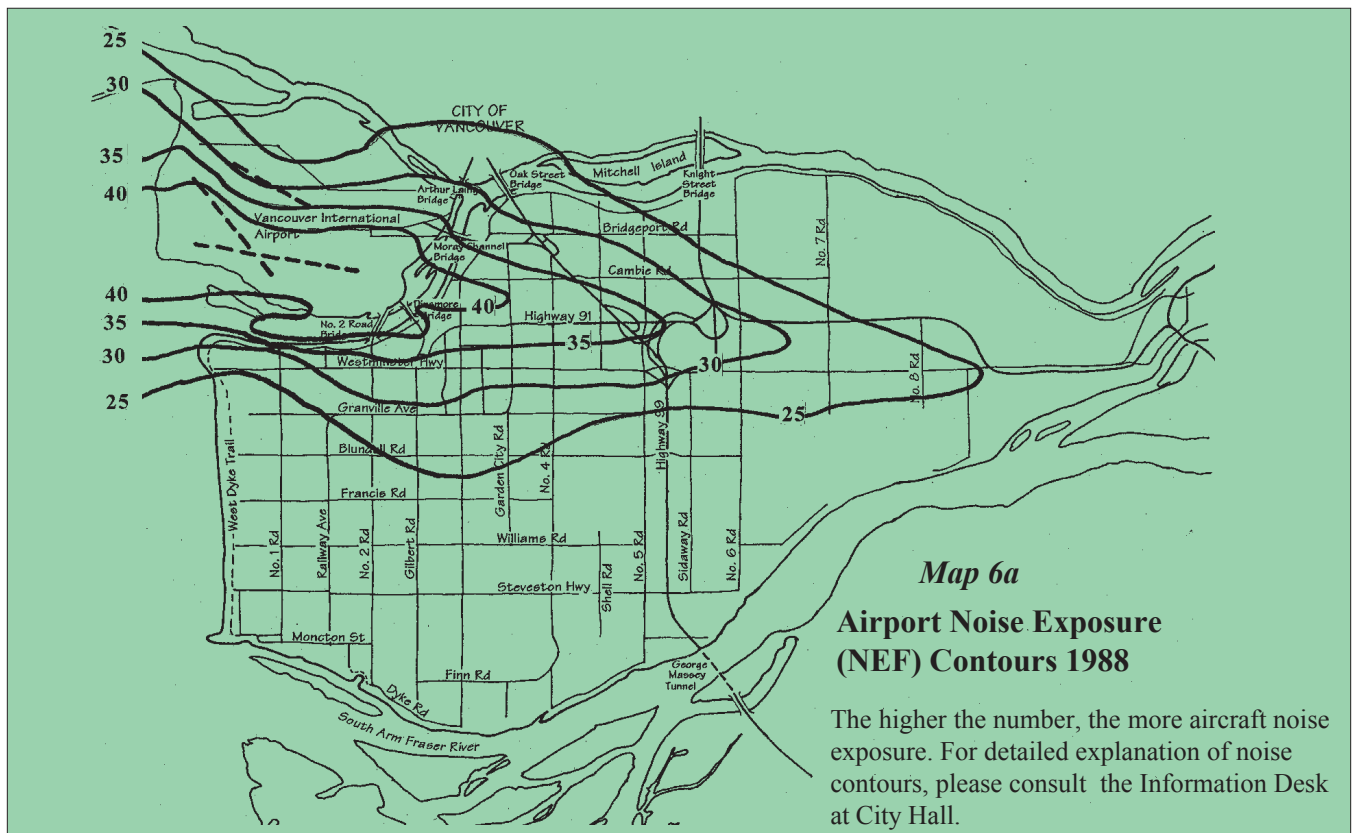 25
30
35
40
40
35
30
25
CITY OF
VANCOUVER
Arthur Laing
Bridge
Oak Street
Bridge
Mitchell Island
Knight
Street
Bridge
Vancouver International
Airport
Moray Channel
Bridge
Bridgeport Rd
Cambie Rd
No. 7 Rd
Dinsmore
Bridge
40
No. 2 Road
Bridge
Highway 91
35
Westminster Hwy
30
No. 8 Rd
Granville Ave
25
Blundell Rd
Francis Rd
Williams Rd
Steveston Hwy
West Dyke Trail
No. 1 Rd
Railway Ave
No. 2 Rd
Gilbert Rd
Garden City Rd
No. 4 Rd
Shell Rd
No. 5 Rd
Highway 99
Sidaway Rd
No. 6 Rd
Moncton St
Finn Rd
Dyke Rd
South Arm Fraser River
George
Massey
Tunnel
Map 6a
Airport Noise Exposure
(NEF) Contours 1988
The higher the number, the more aircraft noise
exposure. For detailed explanation of noise
contours, please consult the Information Desk
at City Hall.